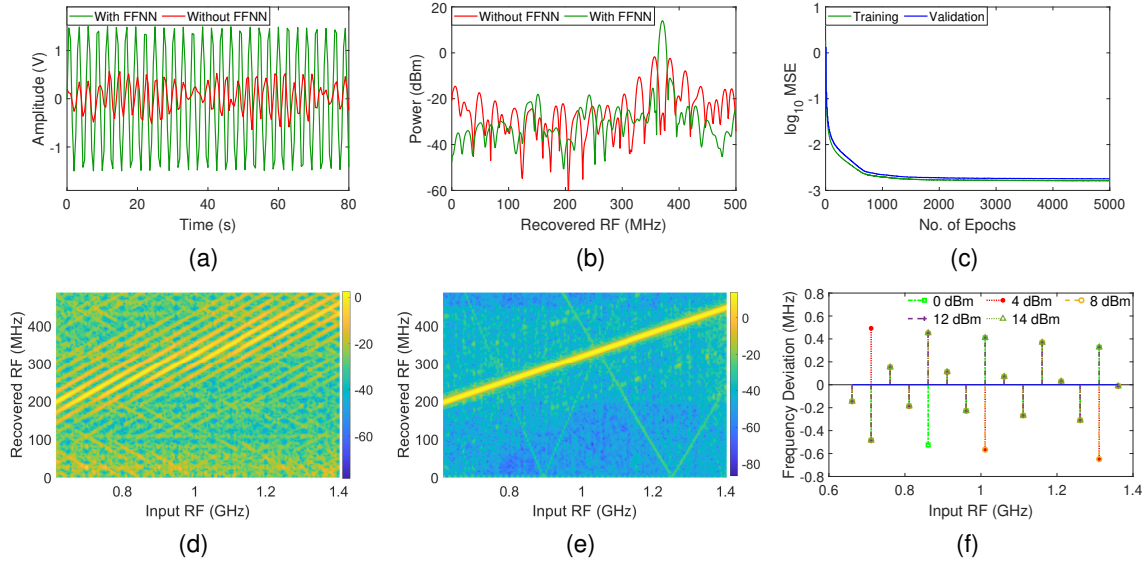 With FFNN Without FFNN
Amplitude (V)
1
0
-1
0 20 40 60 80
Time (s)
(a)
Without FFNN With FFNN
Power (dBm)
20
0
-20
-40
-60
0 100 200 300 400 500
Recovered RF (MHz)
(b)
Training Validation
log10 MSE
1
0
-1
-2
-3
0 1000 2000 3000 4000 5000
No. of Epochs
(c)
Recovered RF (MHz)
400
300
200
100
0
0.8 1 1.2 1.4
Input RF (GHz)
0
-20
-40
-60
(d)
Recovered RF (MHz)
400
300
200
100
0
0.8 1 1.2 1.4
Input RF (GHz)
0
-20
-40
-60
-80
(e)
0 dBm 4 dBm 8 dBm
12 dBm 14 dBm
Frequency Deviation (MHz)
0.8
0.6
0.4
0.2
0
-0.2
-0.4
-0.6
-0.8
0.6 0.8 1 1.2 1.4
Input RF (GHz)
(f)